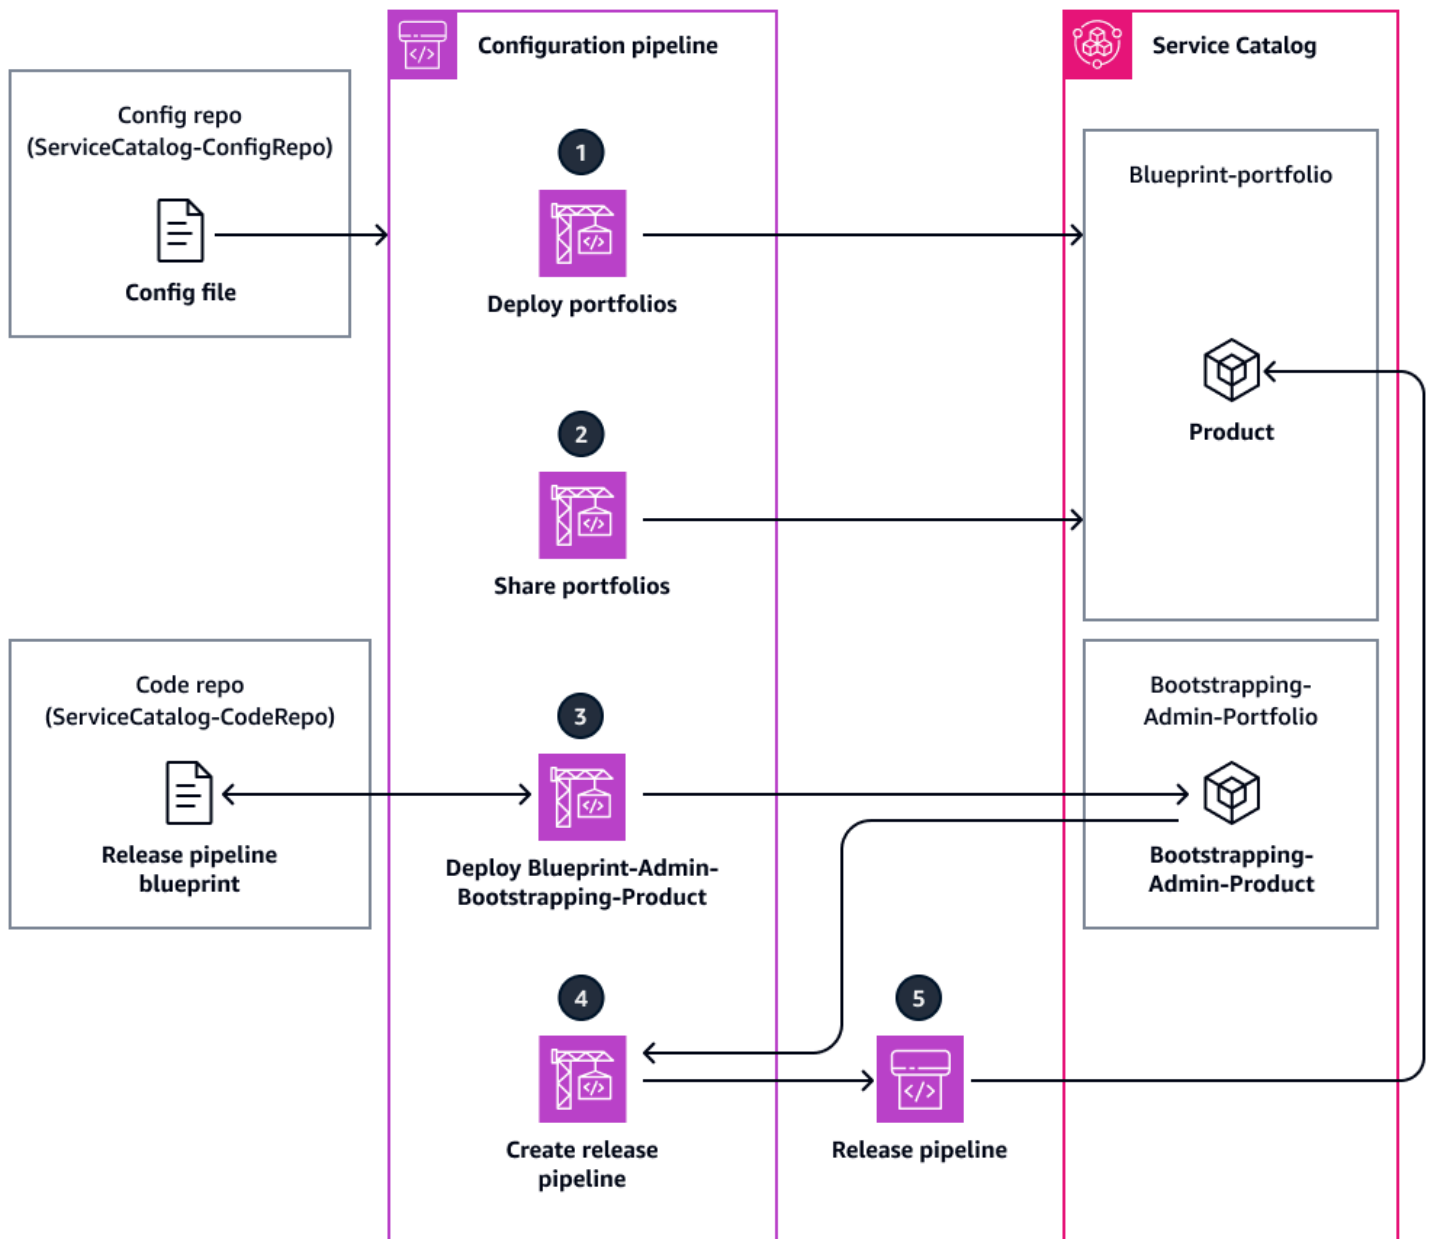 Configuration pipeline
Service Catalog
Config repo
(ServiceCatalog-ConfigRepo)
Config file
1
Deploy portfolios
Blueprint-portfolio
Product
2
Share portfolios
Code repo
(ServiceCatalog-CodeRepo)
Release pipeline
blueprint
3
Deploy Blueprint-Admin-
Bootstrapping-Product
Bootstrapping-
Admin-Portfolio
Bootstrapping-
Admin-Product
4
Create release
pipeline
5
Release pipeline